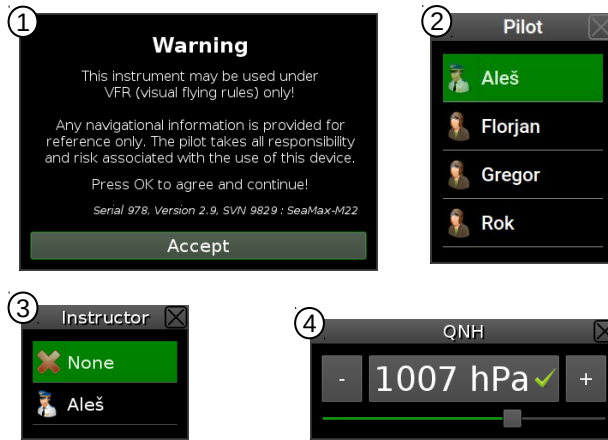 1
Warning
This instrument may be used under
VFR (visual flying rules) only!
Any navigational information is provided for
reference only. The pilot takes all responsibility
and risk associated with the use of this device.
Press OK to agree and continue!
Serial 978, Version 2.9, SVN 9829 : SeaMax-M22
Accept
2
Pilot
Aleš
Florjan
Gregor
Rok
3
Instructor
None
Aleš
4
QNH
- 1007 hPa +